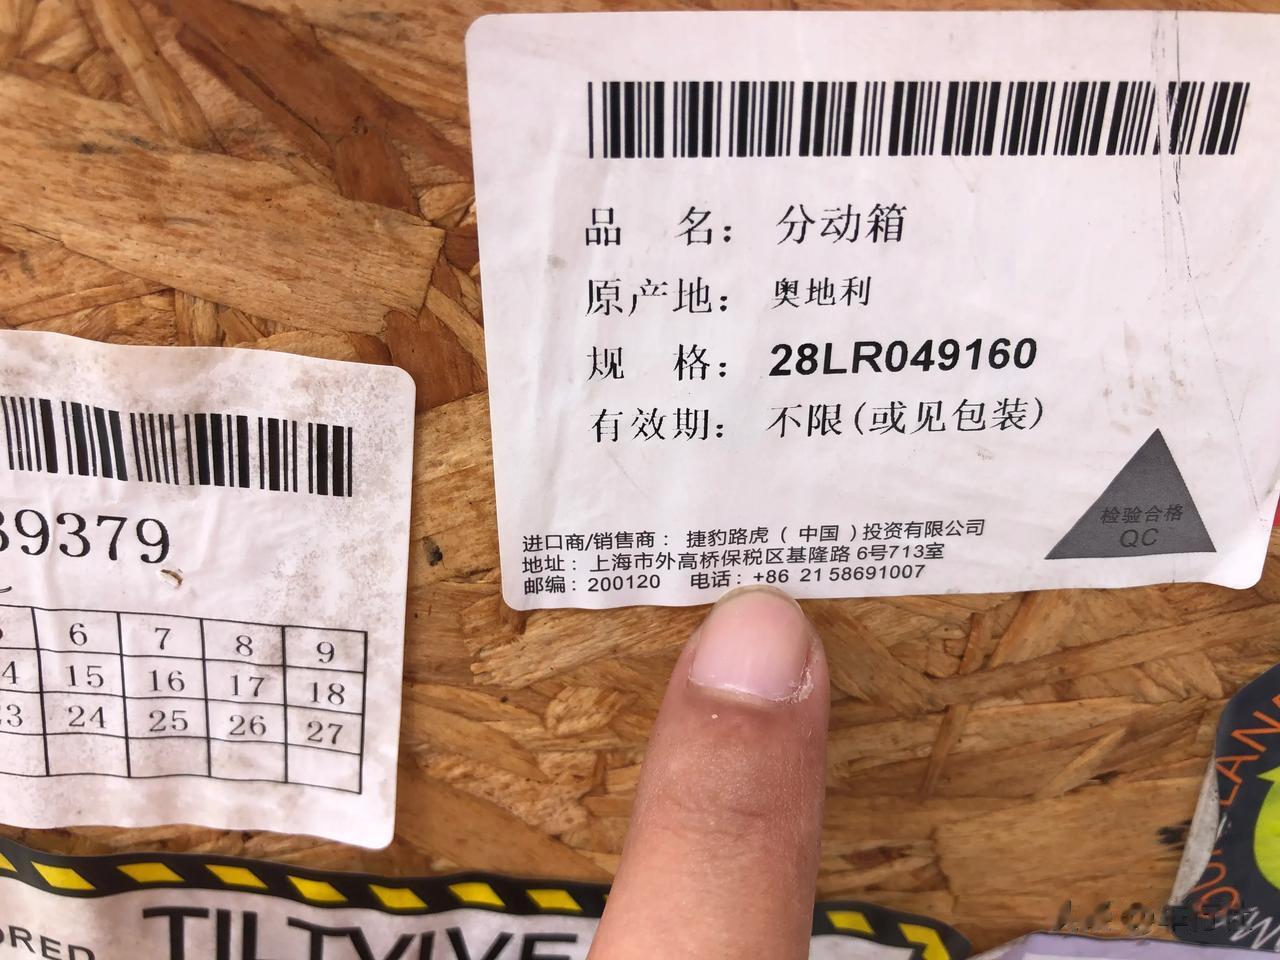 品 名: 分动箱
原产地: 奥地利
规 格: 28LR049160
有效期: 不限(或见包装)
检验合格
QC
进口商/销售商: 捷豹路虎(中国)投资有限公司
地址: 上海市外高桥保税区基隆路6号713室
邮编: 200120 电话: +86 21 58691007
39379
6 7 8 9
15 16 17 18
24 25 26 27